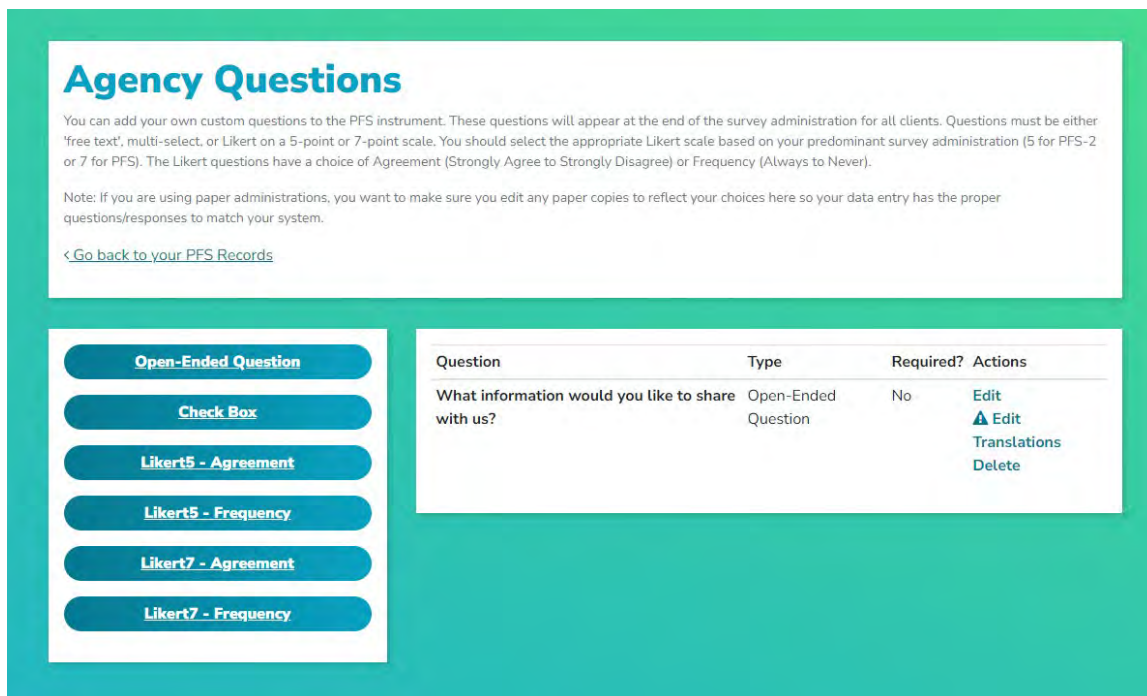 Agency Questions
You can add your own custom questions to the PFS instrument. These questions will appear at the end of the survey administration for all clients. Questions must be either
'free text', multi-select, or Likert on a 5-point or 7-point scale. You should select the appropriate Likert scale based on your predominant survey administration (5 for PFS-2
or 7 for PFS). The Likert questions have a choice of Agreement (Strongly Agree to Strongly Disagree) or Frequency (Always to Never).
Note: If you are using paper administrations, you want to make sure you edit any paper copies to reflect your choices here so your data entry has the proper
questions/responses to match your system.
< Go back to your PFS Records
Open-Ended Question
Check Box
Likert5 - Agreement
Likert5 - Frequency
Likert7 - Agreement
Likert7 - Frequency
Question Type Required? Actions
What information would you like to share Open-Ended No Edit
with us? Question Edit
Translations
Delete